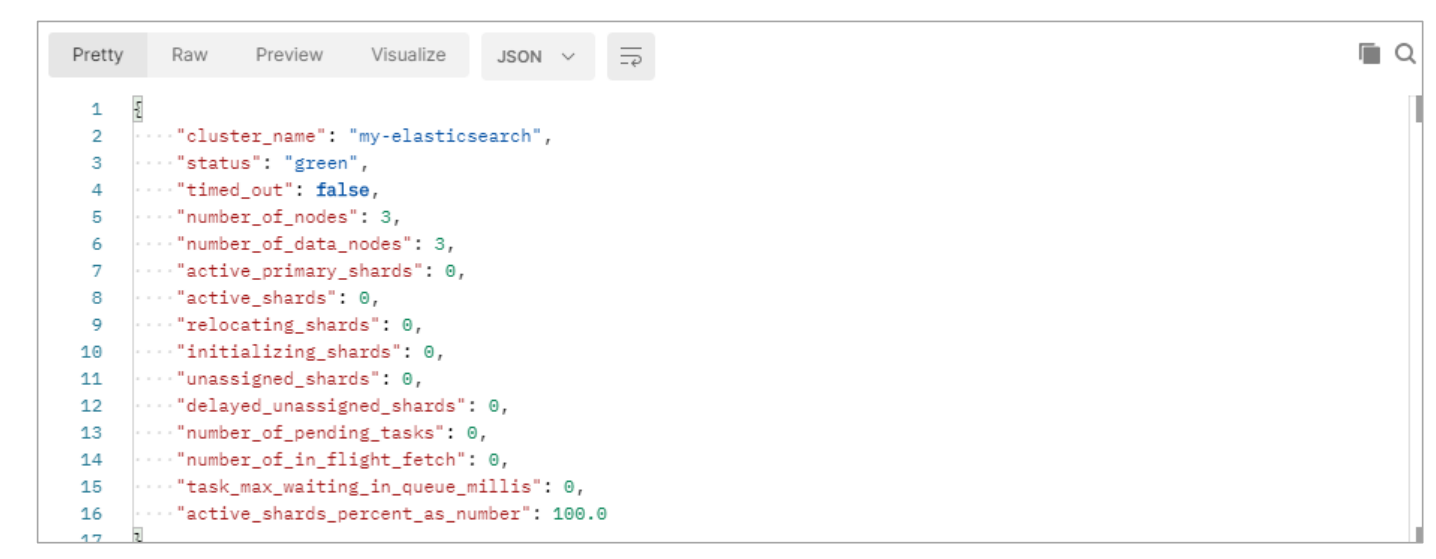 Pretty Raw Preview Visualize JSON
1 {
2 "cluster_name": "my-elasticsearch",
3 "status": "green",
4 "timed_out": false,
5 "number_of_nodes": 3,
6 "number_of_data_nodes": 3,
7 "active_primary_shards": 0,
8 "active_shards": 0,
9 "relocating_shards": 0,
10 "initializing_shards": 0,
11 "unassigned_shards": 0,
12 "delayed_unassigned_shards": 0,
13 "number_of_pending_tasks": 0,
14 "number_of_in_flight_fetch": 0,
15 "task_max_waiting_in_queue_millis": 0,
16 "active_shards_percent_as_number": 100.0
17 }